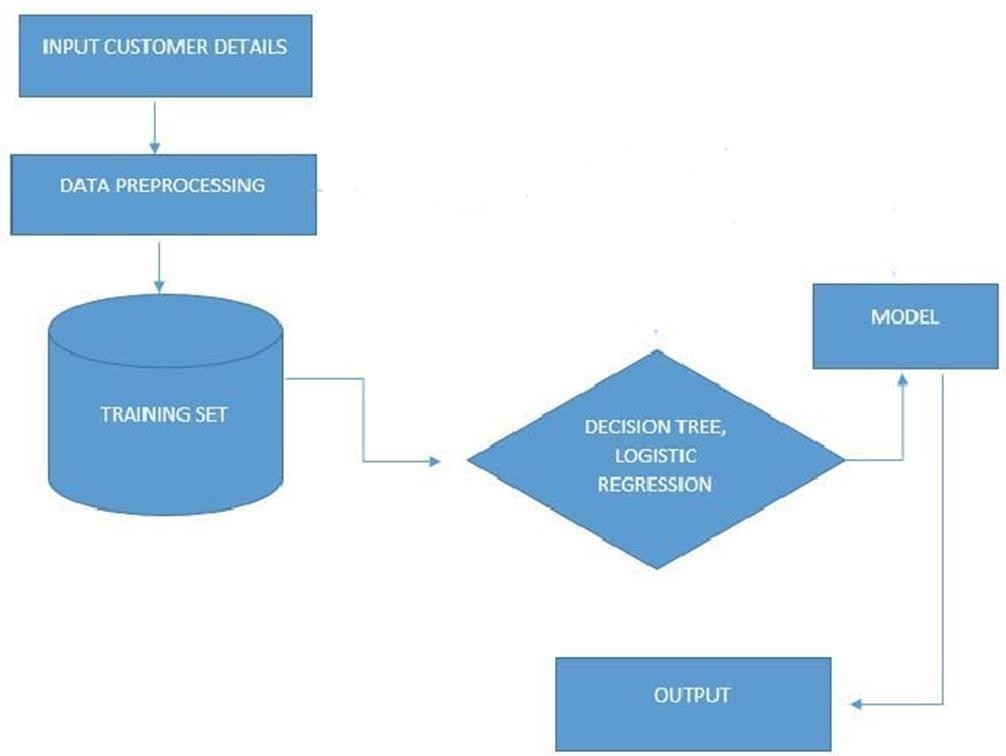 INPUT CUSTOMER DETAILS
DATA PREPROCESSING
TRAINING SET
DECISION TREE,
LOGISTIC
REGRESSION
MODEL
OUTPUT